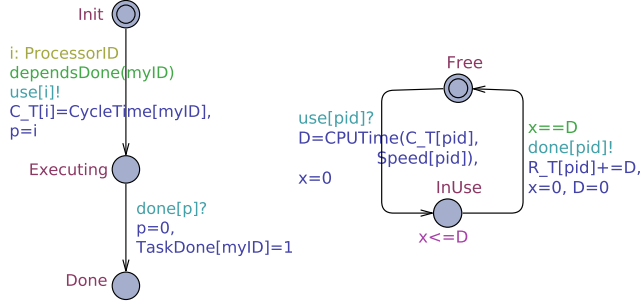 Init
i: ProcessorID
dependsDone(myID)
use[i]!
C_T[i]=CycleTime[myID],
p=i
Executing
done[p]?
p=0,
TaskDone[myID]=1
Done
Free
use[pid]?
D=CPUTime(C_T[pid],
Speed[pid]),
x=0
x==D
done[pid]!
R_T[pid]+=D,
x=0, D=0
InUse
x<=D